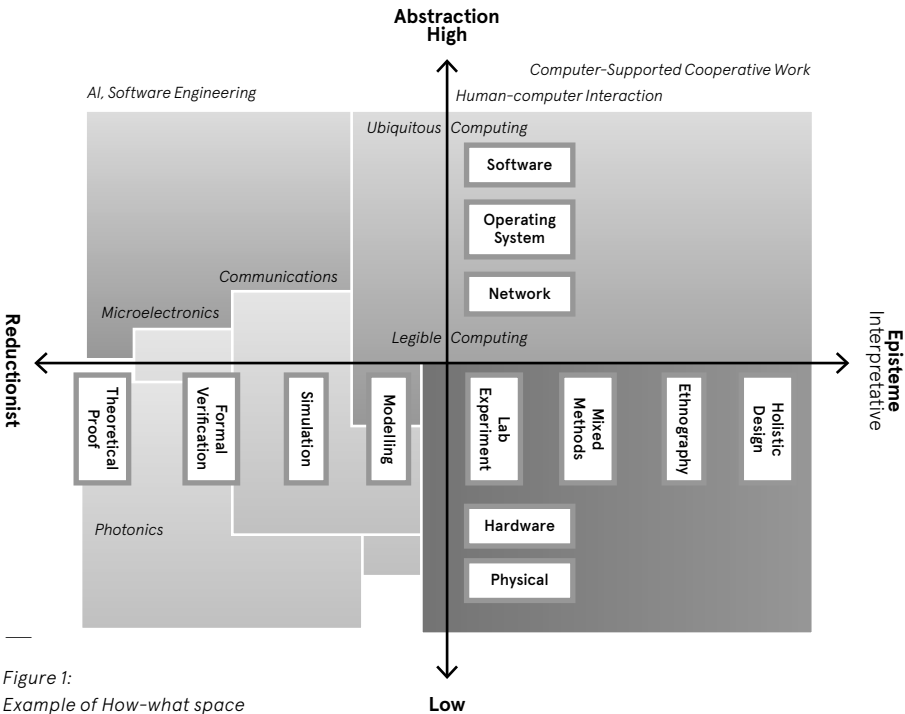 Abstraction
High
Computer-Supported Cooperative Work
AI, Software Engineering
Human-computer Interaction
Ubiquitous Computing
Software
Operating
System
Network
Communications
Microelectronics
Legible Computing
Reductionist
Episteme
Interpretative
Theoretical
Proof
Formal
Verification
Simulation
Modelling
Lab
Experiment
Mixed
Methods
Ethnography
Holistic
Design
Photonics
Hardware
Physical
Low
Figure 1:
Example of How-what space